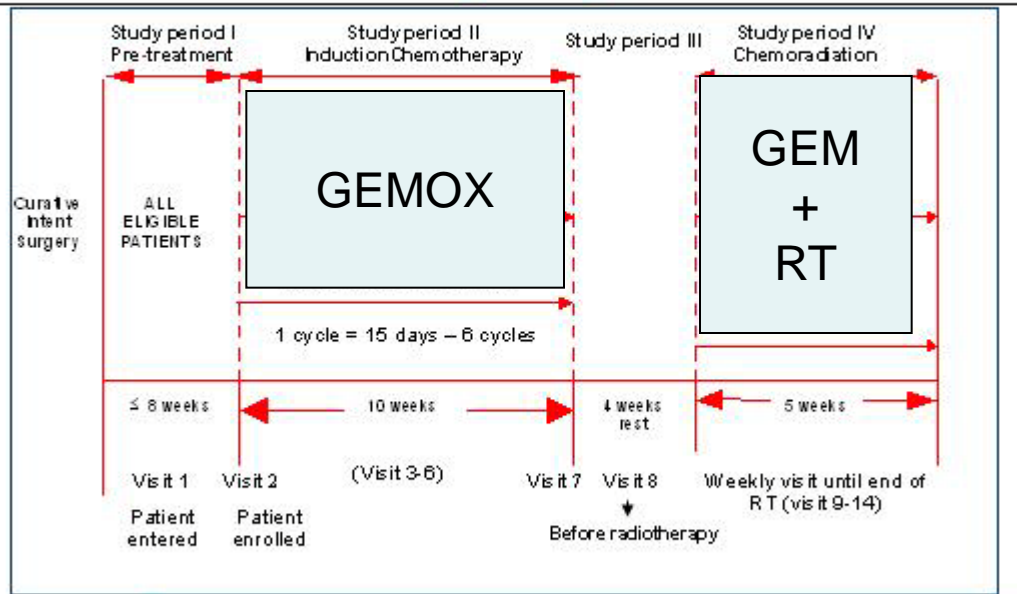 Study period I
Pre-treatment
Study period II
Induction Chemotherapy
Study period III
Study period IV
Chemoradiation
Curative
Intent
Surgery
ALL
ELIGIBLE
PATIENTS
GEMOX
GEM
+
RT
1 cycle = 15 days – 6 cycles
≤ 8 weeks
10 weeks
4 weeks
rest
5 weeks
Visit 1
Patient
entered
Visit 2
Patient
enrolled
(Visit 3-6)
Visit 7
Visit 8
Before radiotherapy
Weekly visit until end of
RT (visit 9-14)